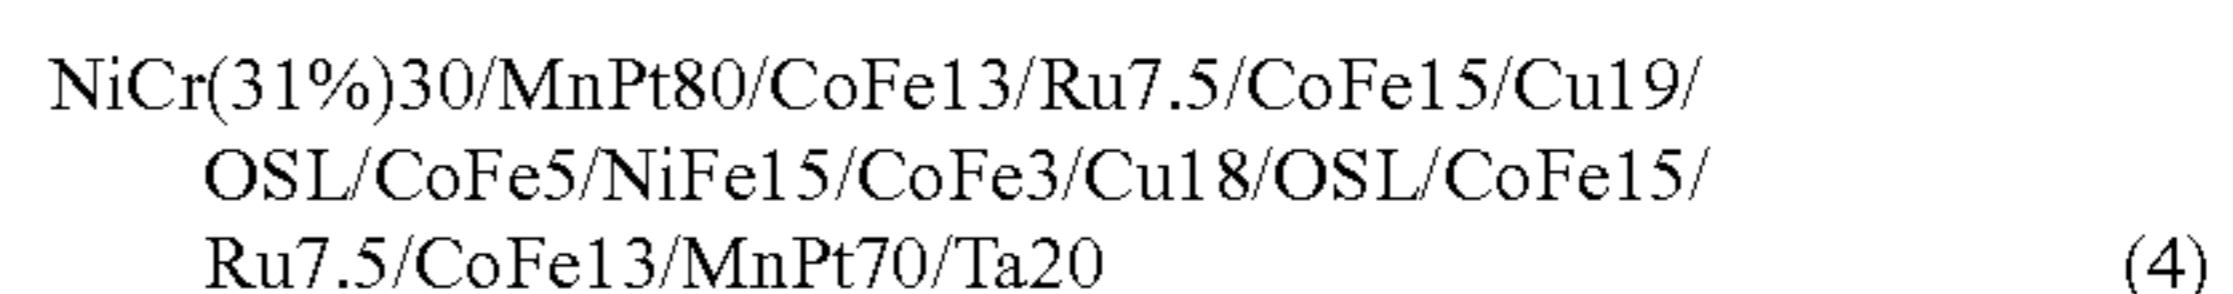 NiCr(31%)30/MnPt80/CoFe13/Ru7.5/CoFe15/Cu19/
OSL/CoFe5/NiFe15/CoFe3/Cu18/OSL/CoFe15/
Ru7.5/CoFe13/MnPt70/Ta20 (4)